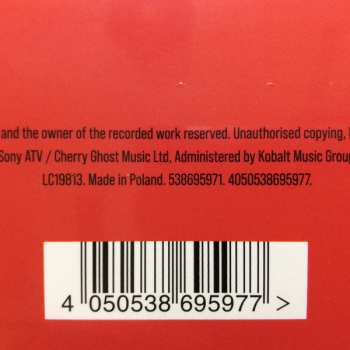 and the owner of the recorded work reserved. Unauthorised copying,
Sony ATV / Cherry Ghost Music Ltd, Administered by Kobalt Music Group
LC19813. Made in Poland. 538695971. 4050538695977.
4 050538 695977 >